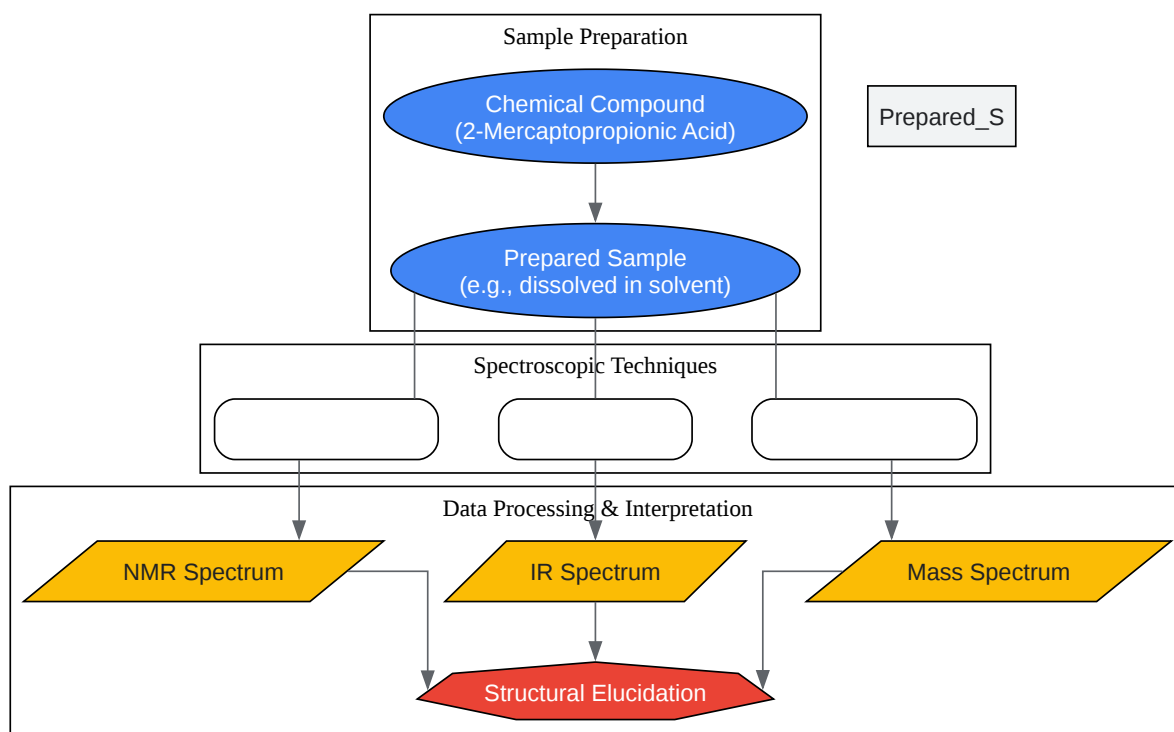 Sample Preparation
Chemical Compound
(2-Mercaptopropionic Acid)
Prepared_S
Prepared Sample
(e.g., dissolved in solvent)
Spectroscopic Techniques
Data Processing & Interpretation
NMR Spectrum
IR Spectrum
Mass Spectrum
Structural Elucidation